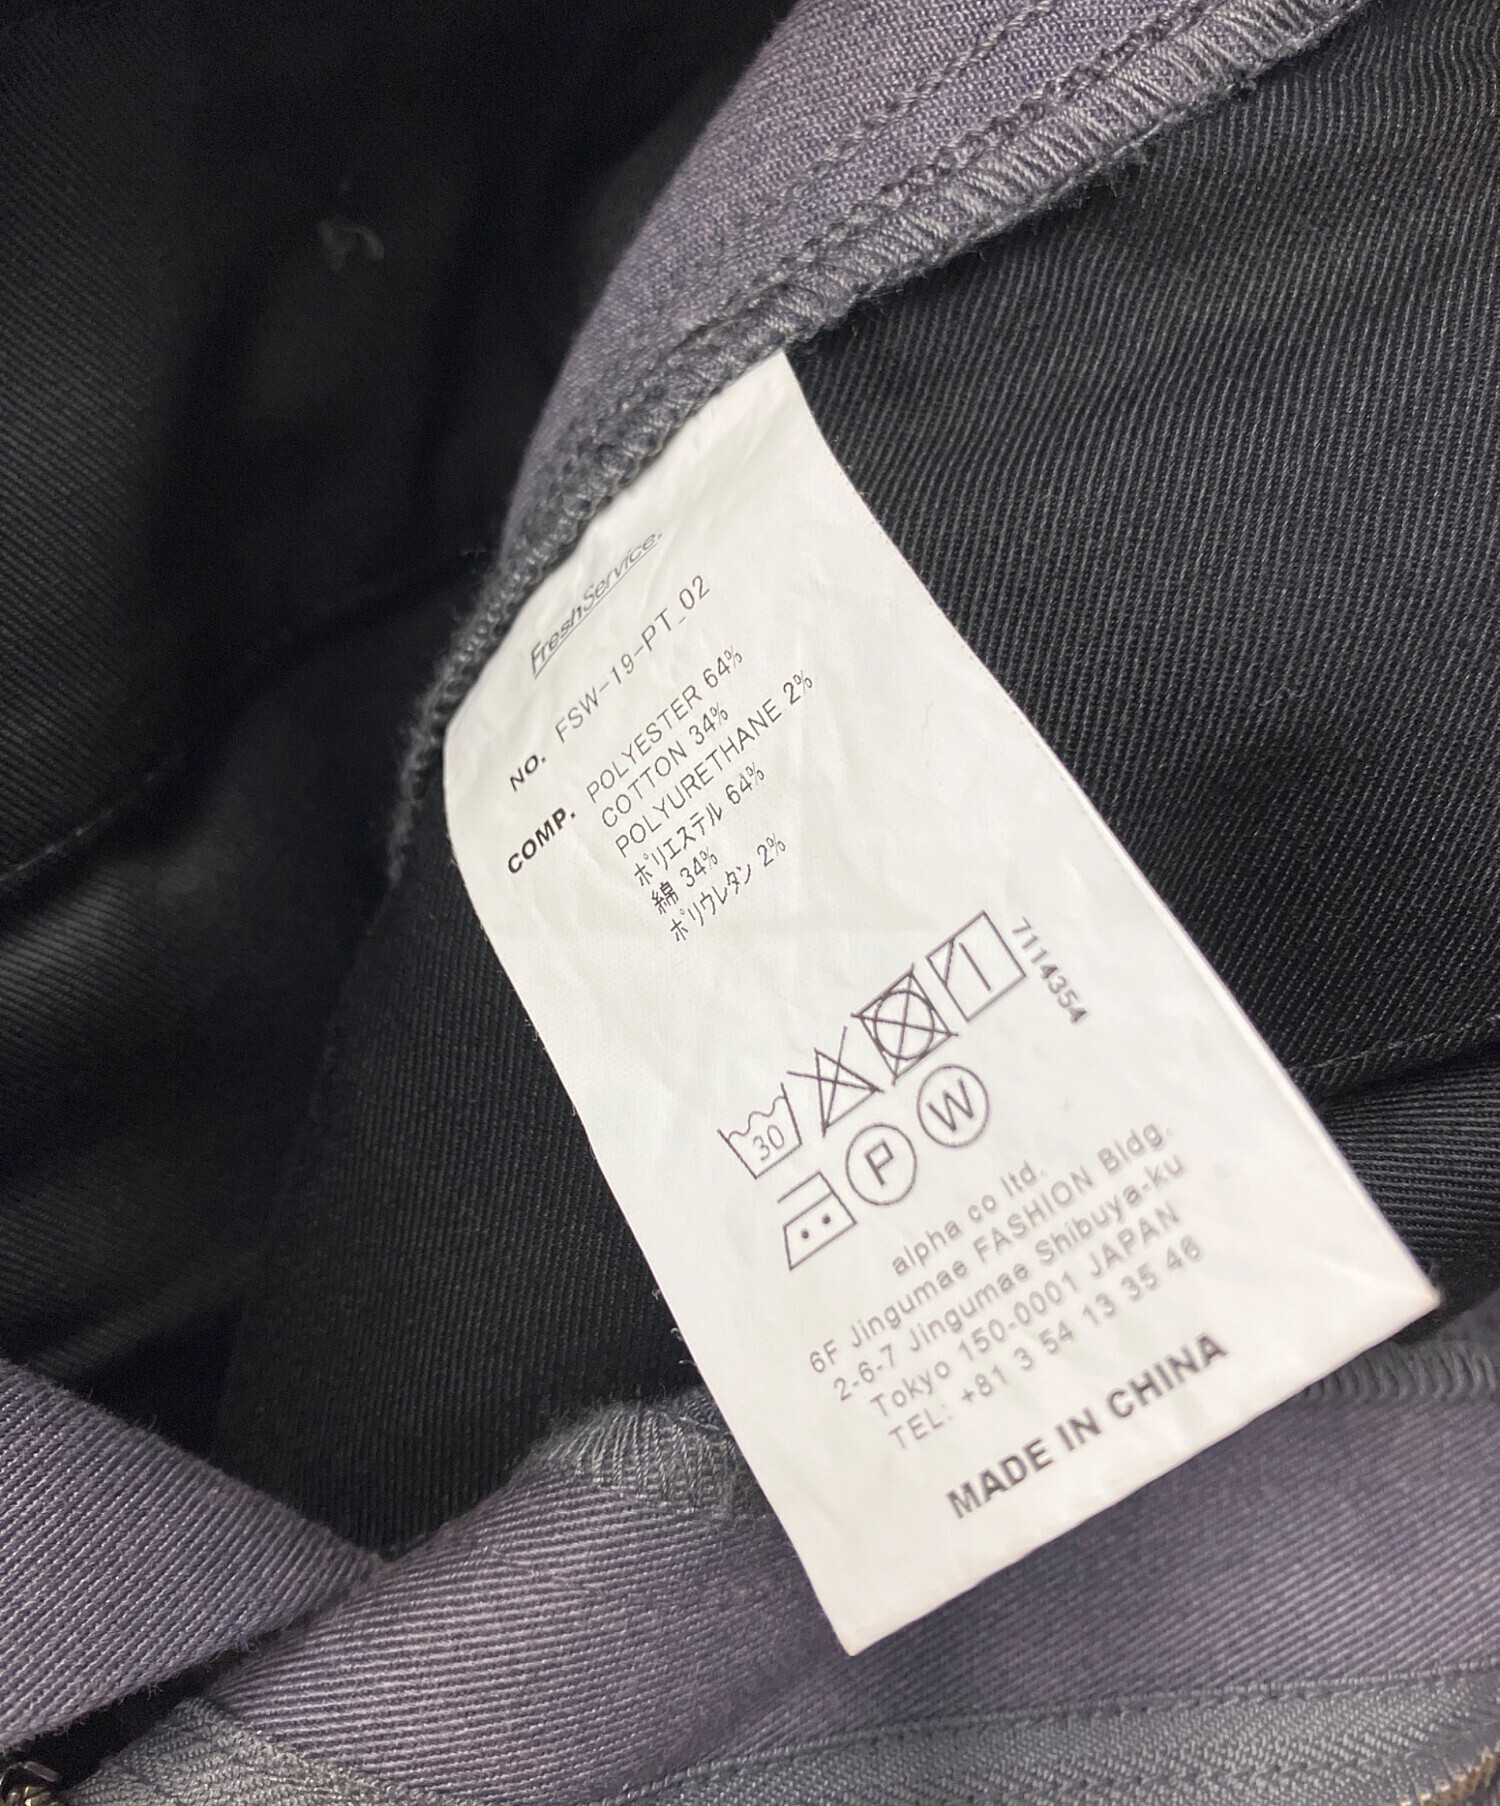 FreshService.
NO. FSW-19-PT_02
COMP. POLYESTER 64%
COTTON 34%
POLYURETHANE 2%
ポリエステル 64%
綿 34%
ポリウレタン 2%
7114354
30
P W
alpha co ltd.
6F Jingumae FASHION Bldg.
2-6-7 Jingumae Shibuya-ku
Tokyo 150-0001 JAPAN
TEL: +81 3 54 13 35 46
MADE IN CHINA